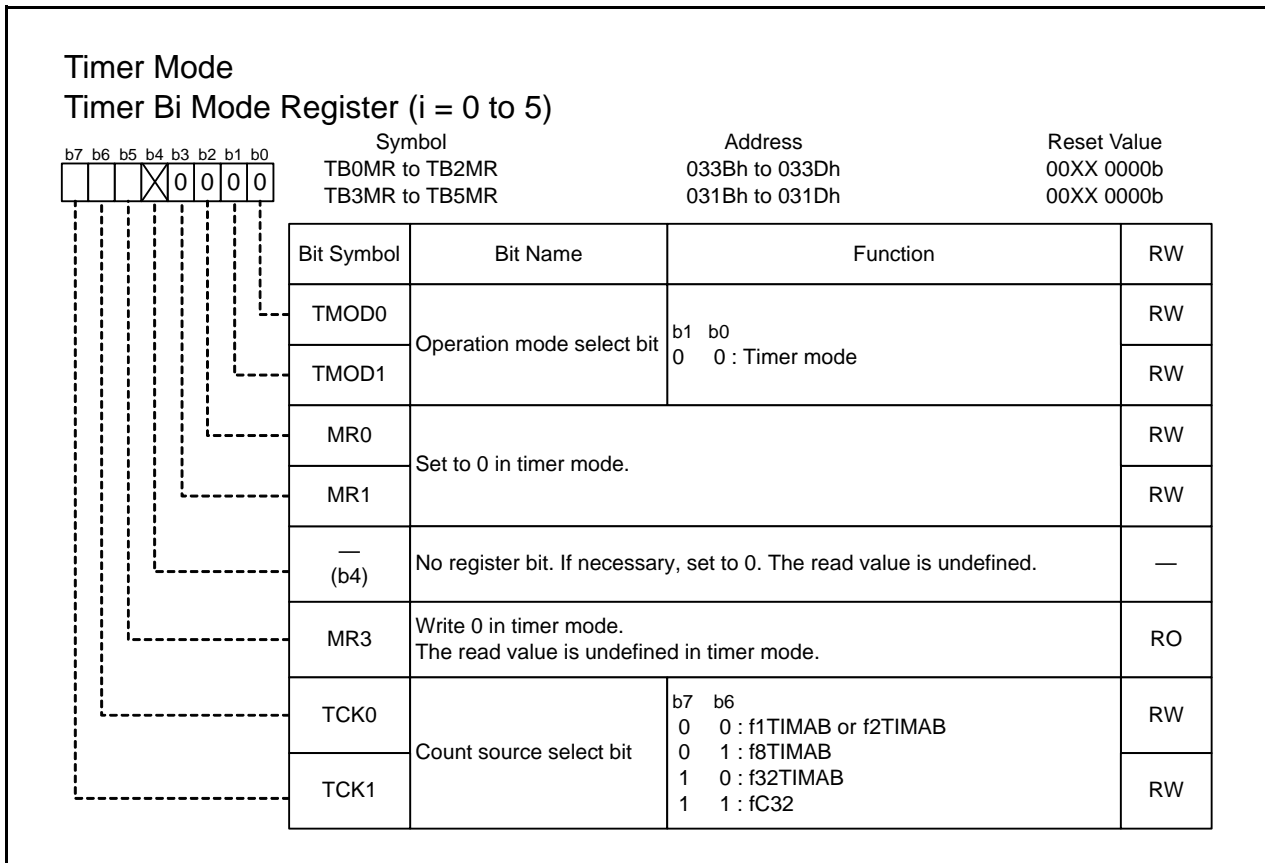 Timer Mode
Timer Bi Mode Register (i = 0 to 5)
b7 b6 b5 b4 b3 b2 b1 b0
0 0 0 0
Symbol Address Reset Value
TB0MR to TB2MR 033Bh to 033Dh 00XX 0000b
TB3MR to TB5MR 031Bh to 031Dh 00XX 0000b
Bit Symbol Bit Name Function RW
TMOD0 RW
Operation mode select bit
b1 b0
0 0 : Timer mode
TMOD1 RW
MR0 RW
Set to 0 in timer mode.
MR1 RW
—
(b4)
No register bit. If necessary, set to 0. The read value is undefined. —
MR3
Write 0 in timer mode.
The read value is undefined in timer mode.
RO
TCK0 RW
Count source select bit
b7 b6
0 0 : f1TIMAB or f2TIMAB
0 1 : f8TIMAB
1 0 : f32TIMAB
1 1 : fC32
TCK1 RW